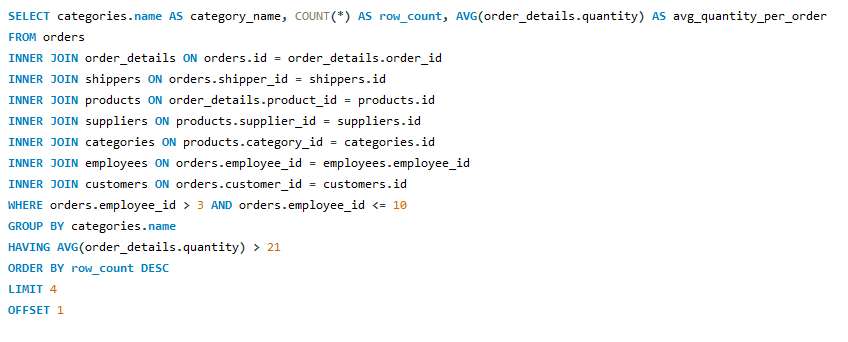 SELECT categories.name AS category_name, COUNT(*) AS row_count, AVG(order_details.quantity) AS avg_quantity_per_order
FROM orders
INNER JOIN order_details ON orders.id = order_details.order_id
INNER JOIN shippers ON orders.shipper_id = shippers.id
INNER JOIN products ON order_details.product_id = products.id
INNER JOIN suppliers ON products.supplier_id = suppliers.id
INNER JOIN categories ON products.category_id = categories.id
INNER JOIN employees ON orders.employee_id = employees.employee_id
INNER JOIN customers ON orders.customer_id = customers.id
WHERE orders.employee_id > 3 AND orders.employee_id <= 10
GROUP BY categories.name
HAVING AVG(order_details.quantity) > 21
ORDER BY row_count DESC
LIMIT 4
OFFSET 1